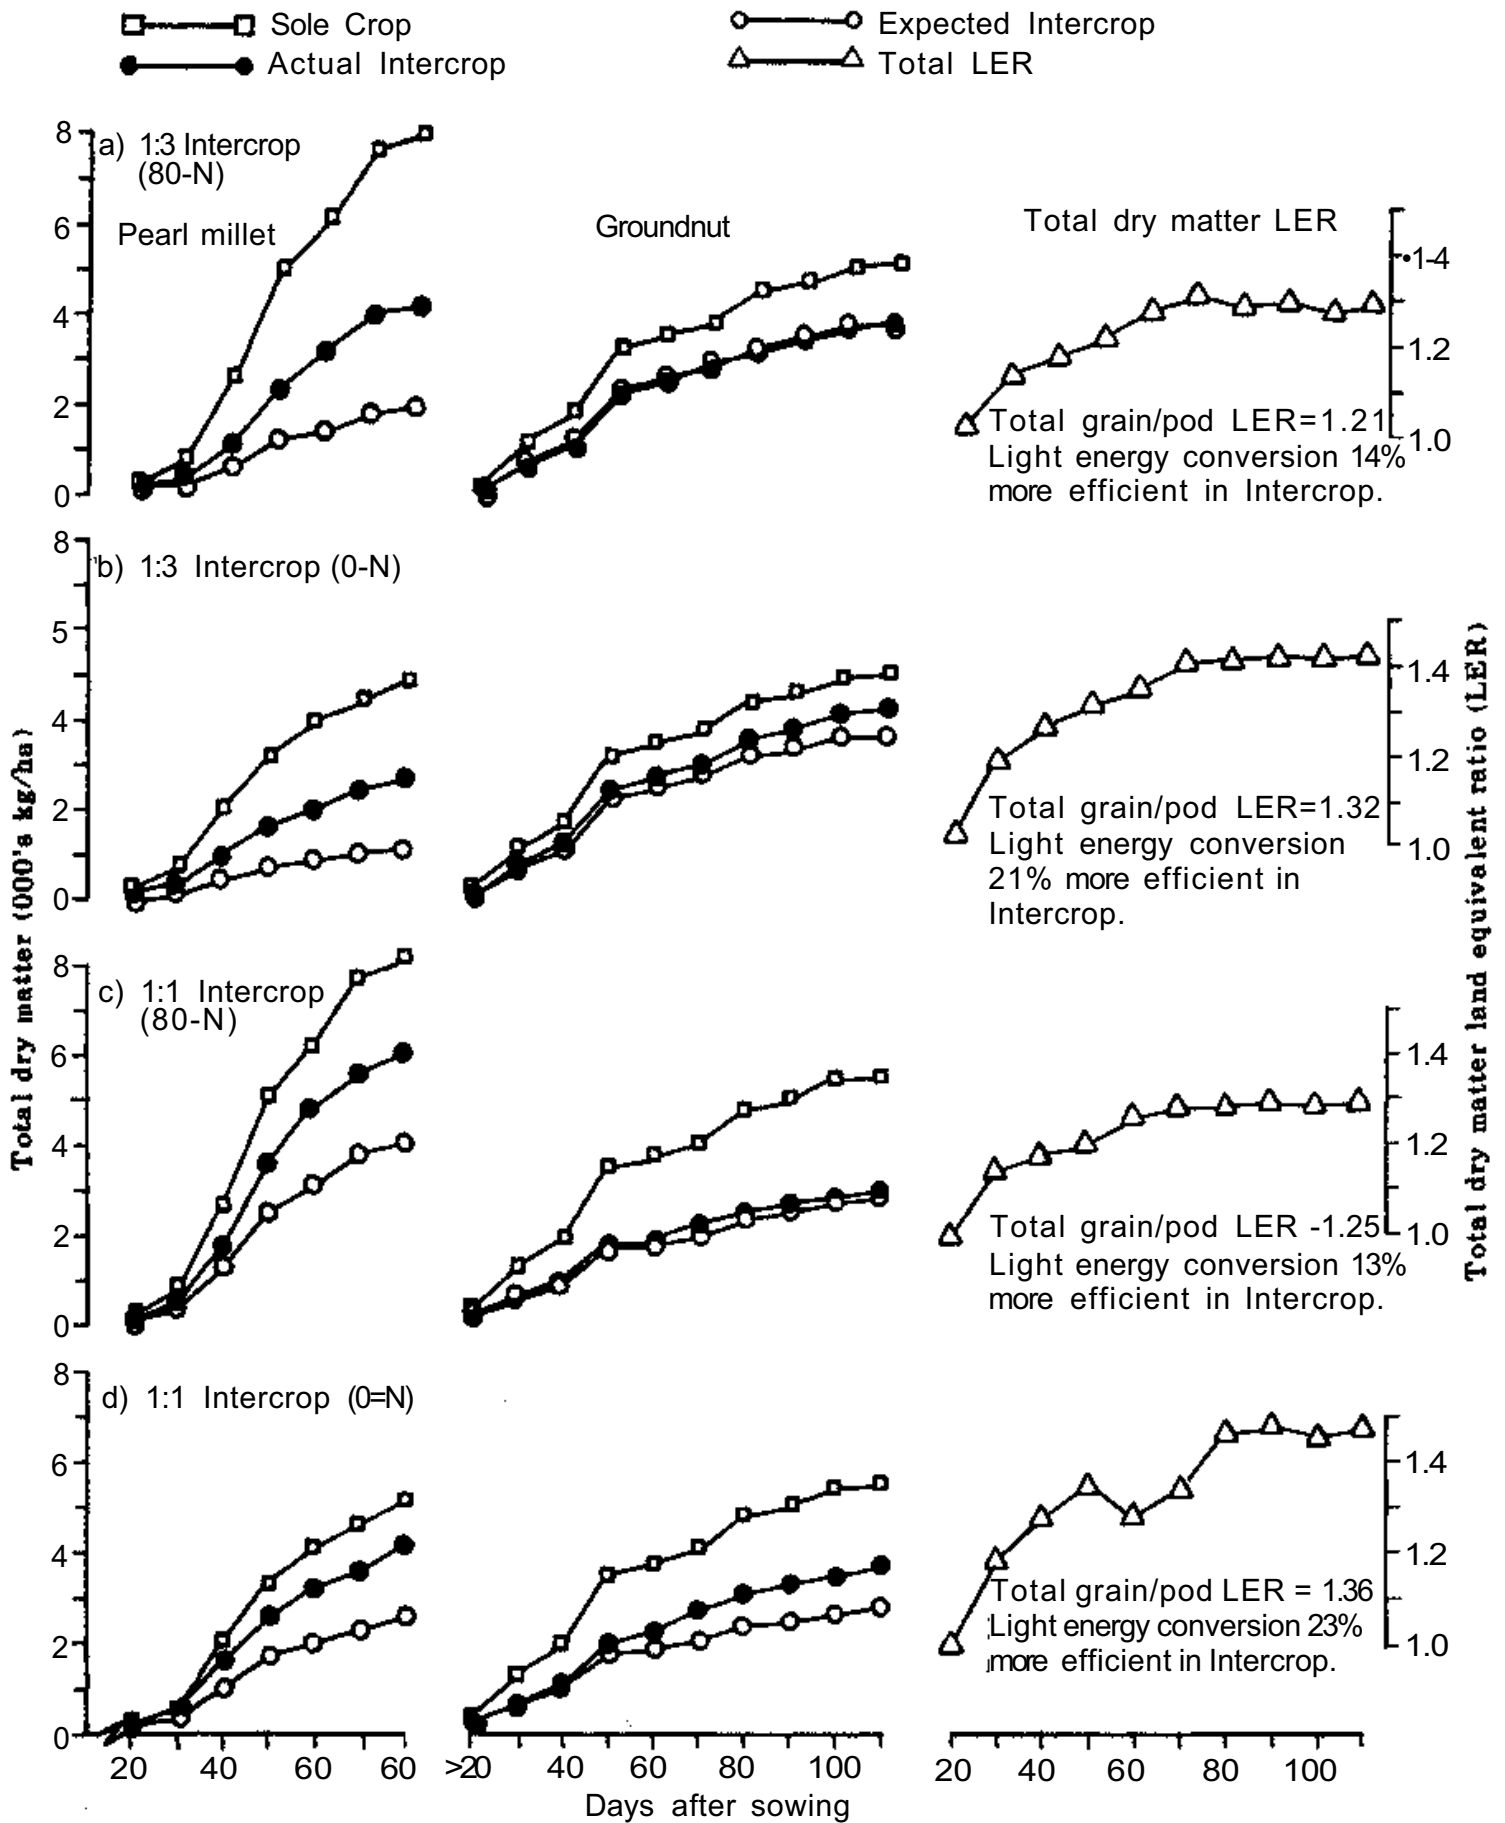 Sole Crop
Expected Intercrop
Actual Intercrop
Total LER
8
a) 1:3 Intercrop
(80-N)
6
Pearl millet
Groundnut
Total dry matter LER
•1-4
4
1.2
2
Total grain/pod LER=1.21
1.0
Light energy conversion 14%
more efficient in Intercrop.
0
8
b) 1:3 Intercrop (0-N)
5
1.4
4
1.2
2
Total grain/pod LER=1.32
1.0
Light energy conversion
21% more efficient in
Intercrop.
0
Total dry matter (000's kg/ha)
Total dry matter land equivalent ratio (LER)
8
c) 1:1 Intercrop
(80-N)
6
1.4
4
1.2
2
Total grain/pod LER -1.25
1.0
Light energy conversion 13%
more efficient in Intercrop.
0
8
d) 1:1 Intercrop (0=N)
6
1.4
4
1.2
Total grain/pod LER = 1.36
2
Light energy conversion 23%
1.0
more efficient in Intercrop.
0
20 40 60 60
>20 40 60 80 100
20 40 60 80 100
Days after sowing